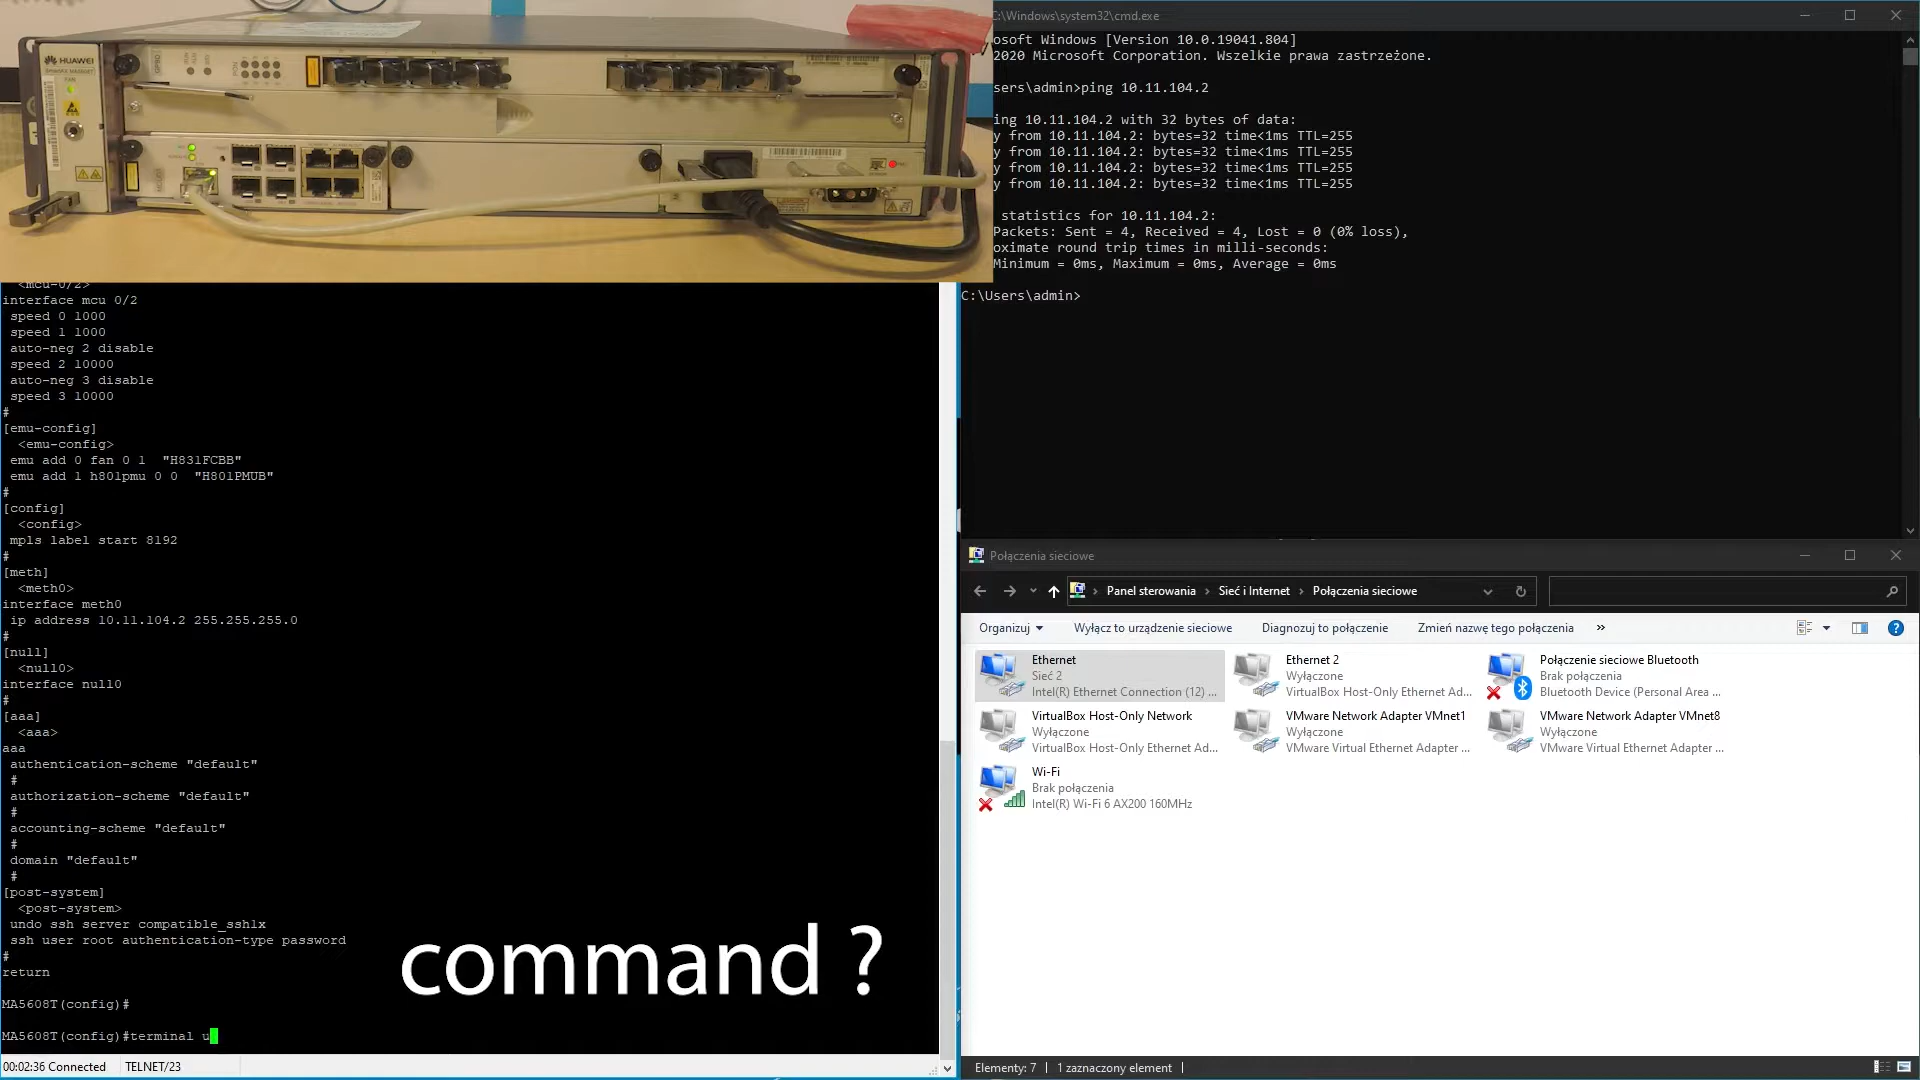 HUAWEI
FAN
GPBD
C:\Windows\system32\cmd.exe
osoft Windows [Version 10.0.19041.804]
2020 Microsoft Corporation. Wszelkie prawa zastrzeżone.
sers\admin>ping 10.11.104.2
ing 10.11.104.2 with 32 bytes of data:
y from 10.11.104.2: bytes=32 time<1ms TTL=255
y from 10.11.104.2: bytes=32 time<1ms TTL=255
y from 10.11.104.2: bytes=32 time<1ms TTL=255
y from 10.11.104.2: bytes=32 time<1ms TTL=255
statistics for 10.11.104.2:
Packets: Sent = 4, Received = 4, Lost = 0 (0% loss),
oximate round trip times in milli-seconds:
Minimum = 0ms, Maximum = 0ms, Average = 0ms
C:\Users\admin>
<mcu-0/2>
interface mcu 0/2
speed 0 1000
speed 1 1000
auto-neg 2 disable
speed 2 10000
auto-neg 3 disable
speed 3 10000
#
[emu-config]
<emu-config>
emu add 0 fan 0 1 "H831FCBB"
emu add 1 h801pmu 0 0 "H801PMUB"
#
[config]
<config>
mpls label start 8192
#
[meth]
<meth0>
interface meth0
ip address 10.11.104.2 255.255.255.0
#
[null]
<null0>
interface null0
#
[aaa]
<aaa>
aaa
authentication-scheme "default"
#
authorization-scheme "default"
#
accounting-scheme "default"
#
domain "default"
#
[post-system]
<post-system>
undo ssh server compatible_ssh1x
ssh user root authentication-type password
#
return
MA5608T(config)#
MA5608T(config)#terminal u
command ?
00:02:36 Connected TELNET/23
Połączenia sieciowe
Panel sterowania > Sieć i Internet > Połączenia sieciowe
Organizuj Wyłącz to urządzenie sieciowe Diagnozuj to połączenie Zmień nazwę tego połączenia »
Ethernet
Sieć 2
Intel(R) Ethernet Connection (12) ...
Ethernet 2
Wyłączone
VirtualBox Host-Only Ethernet Ad...
Połączenie sieciowe Bluetooth
Brak połączenia
Bluetooth Device (Personal Area ...
VirtualBox Host-Only Network
Wyłączone
VirtualBox Host-Only Ethernet Ad...
VMware Network Adapter VMnet1
Wyłączone
VMware Virtual Ethernet Adapter ...
VMware Network Adapter VMnet8
Wyłączone
VMware Virtual Ethernet Adapter ...
Wi-Fi
Brak połączenia
Intel(R) Wi-Fi 6 AX200 160MHz
Elementy: 7 1 zaznaczony element